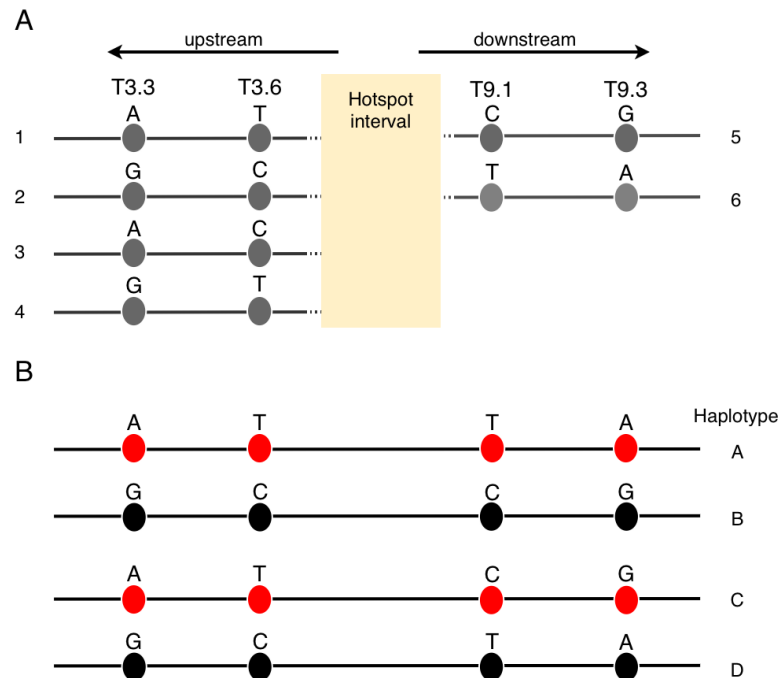 A
upstream downstream
T3.3 T3.6 Hotspot interval T9.1 T9.3
A T C G
1 5
G C T A
2 6
A C
3
G T
4
B
Haplotype
A T T A
A
G C C G
B
A T C G
C
G C T A
D